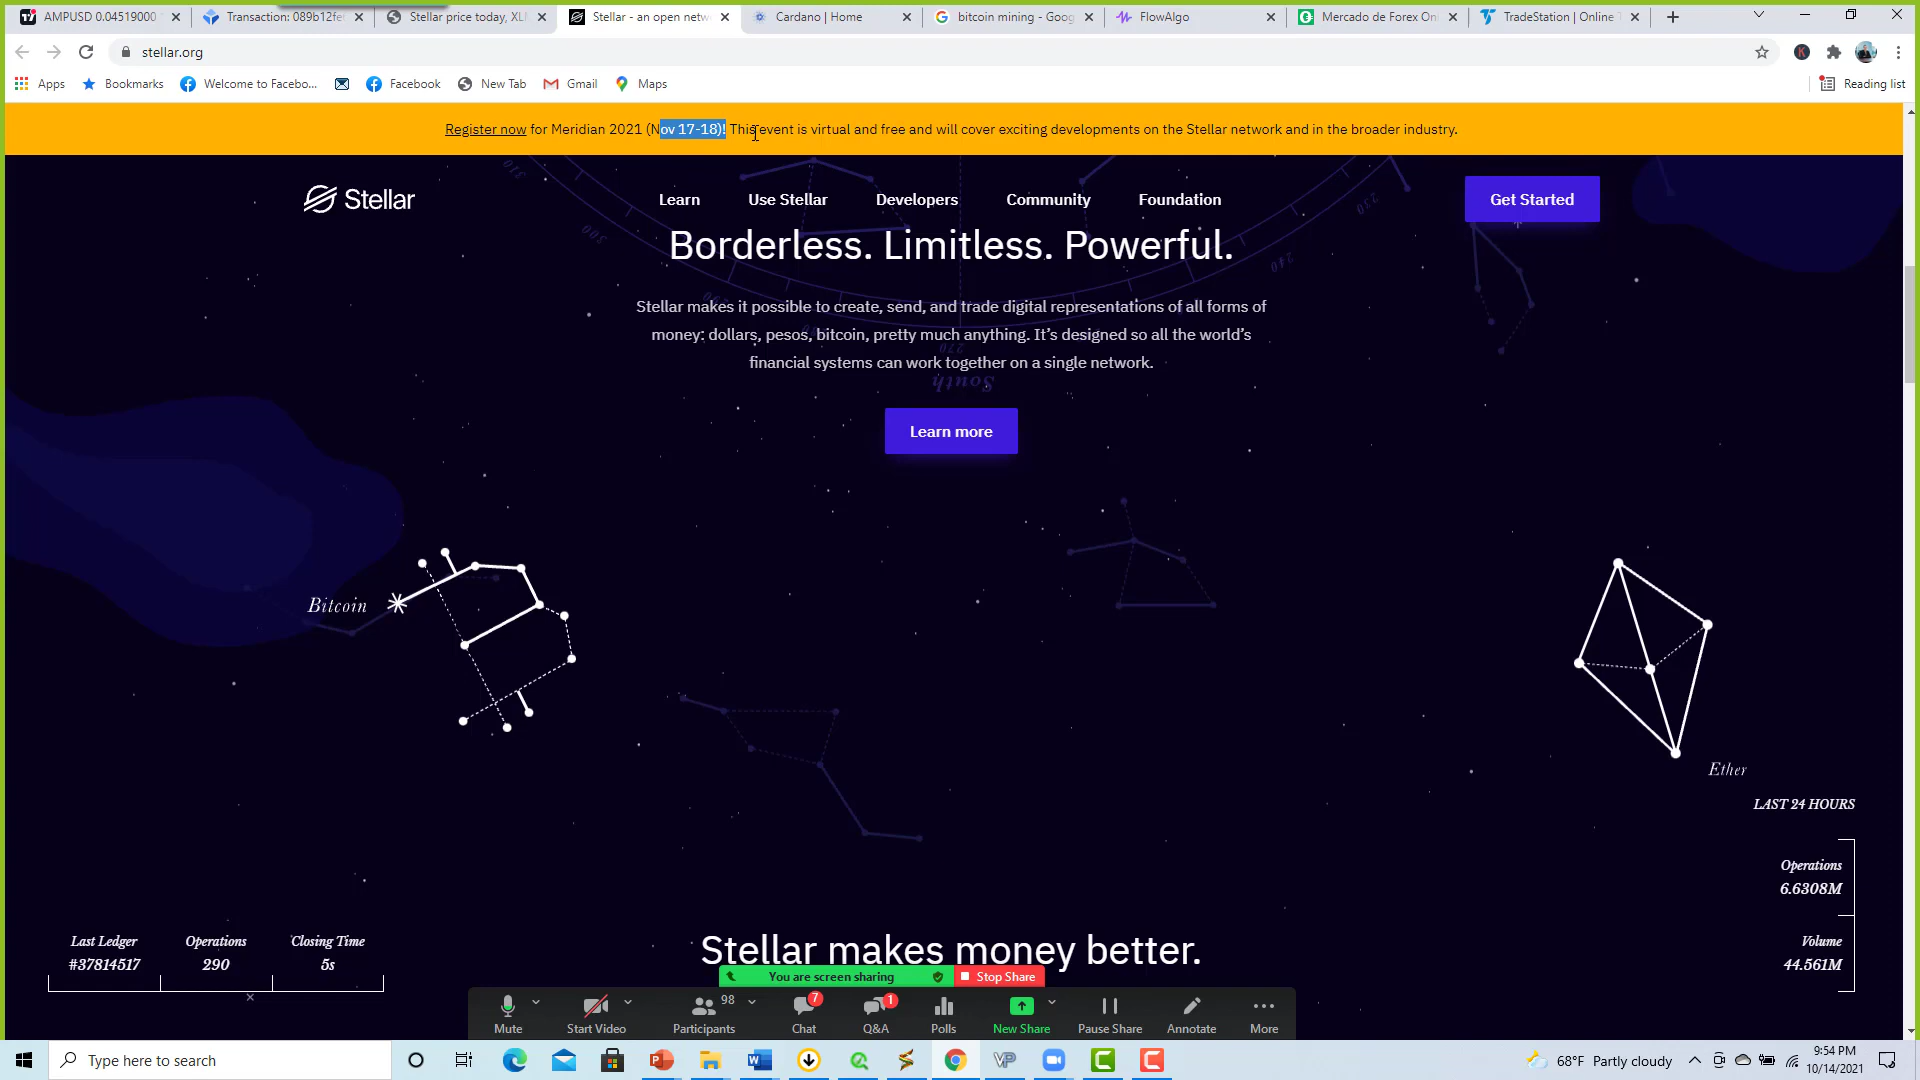 AMPUSD 0.04519000
Transaction: 089b12fe
Stellar price today, XL
Stellar - an open netw
Cardano | Home
bitcoin mining - Goog
FlowAlgo
Mercado de Forex On
TradeStation | Online
stellar.org
Apps
Bookmarks
Welcome to Facebo...
Facebook
New Tab
Gmail
Maps
Reading list
Register now for Meridian 2021 (Nov 17-18)! This event is virtual and free and will cover exciting developments on the Stellar network and in the broader industry.
Stellar
Learn
Use Stellar
Developers
Community
Foundation
Get Started
Borderless. Limitless. Powerful.
Stellar makes it possible to create, send, and trade digital representations of all forms of
money: dollars, pesos, bitcoin, pretty much anything. It’s designed so all the world’s
financial systems can work together on a single network.
310
300
230
240
270
South
Learn more
Bitcoin
Ether
LAST 24 HOURS
Operations
6.6308M
Volume
44.561M
Last Ledger
#37814517
Operations
290
Closing Time
5s
Stellar makes money better.
You are screen sharing
Stop Share
Mute
Start Video
98
Participants
7
Chat
1
Q&A
Polls
New Share
Pause Share
Annotate
More
Type here to search
68°F Partly cloudy
9:54 PM
10/14/2021